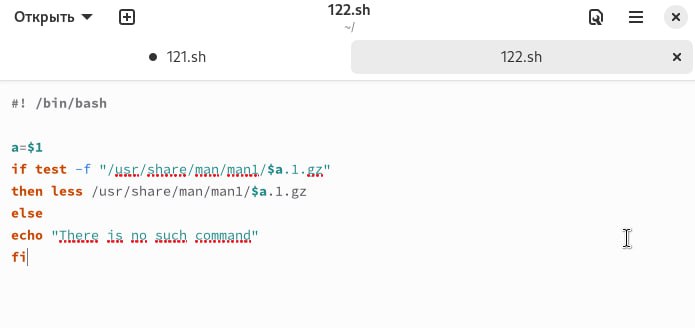 Открыть
122.sh
~/
121.sh
122.sh
#! /bin/bash
a=$1
if test -f "/usr/share/man/man1/$a.1.gz"
then less /usr/share/man/man1/$a.1.gz
else
echo "There is no such command"
fi